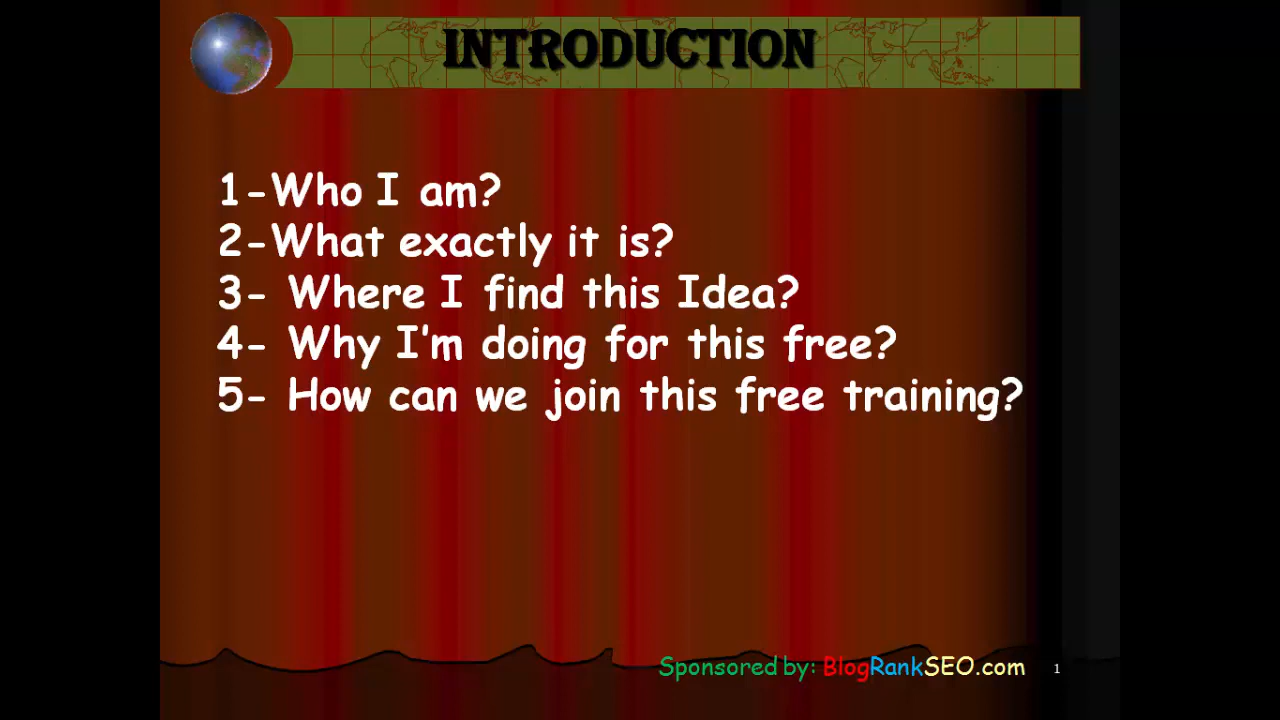 INTRODUCTION
1-Who I am?
2-What exactly it is?
3- Where I find this Idea?
4- Why I'm doing for this free?
5- How can we join this free training?
Sponsored by: BlogRankSEO.com
1